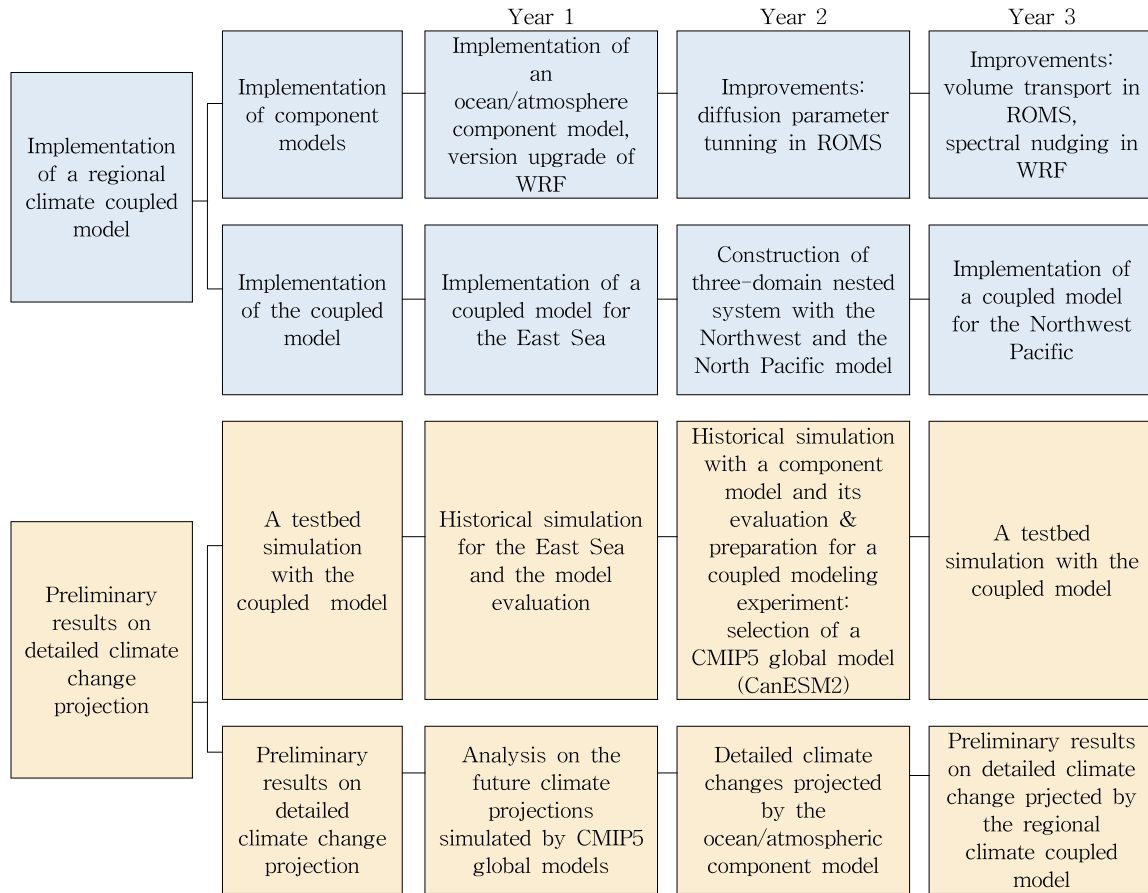 Year 1
Year 2
Year 3
Implementation
of a regional
climate coupled
model
Implementation
of component
models
Implementation of
an
ocean/atmosphere
component model,
version upgrade of
WRF
Improvements:
diffusion parameter
tunning in ROMS
Improvements:
volume transport in
ROMS,
spectral nudging in
WRF
Implementation
of the coupled
model
Implementation of a
coupled model for
the East Sea
Construction of
three-domain nested
system with the
Northwest and the
North Pacific model
Implementation of
a coupled model
for the Northwest
Pacific
Preliminary
results on
detailed climate
change
projection
A testbed
simulation
with the
coupled model
Historical simulation
for the East Sea
and the model
evaluation
Historical simulation
with a component
model and its
evaluation &
preparation for a
coupled modeling
experiment:
selection of a
CMIP5 global model
(CanESM2)
A testbed
simulation with the
coupled model
Preliminary
results on
detailed
climate change
projection
Analysis on the
future climate
projections
simulated by CMIP5
global models
Detailed climate
changes projected
by the
ocean/atmospheric
component model
Preliminary results
on detailed climate
change prjected by
the regional
climate coupled
model